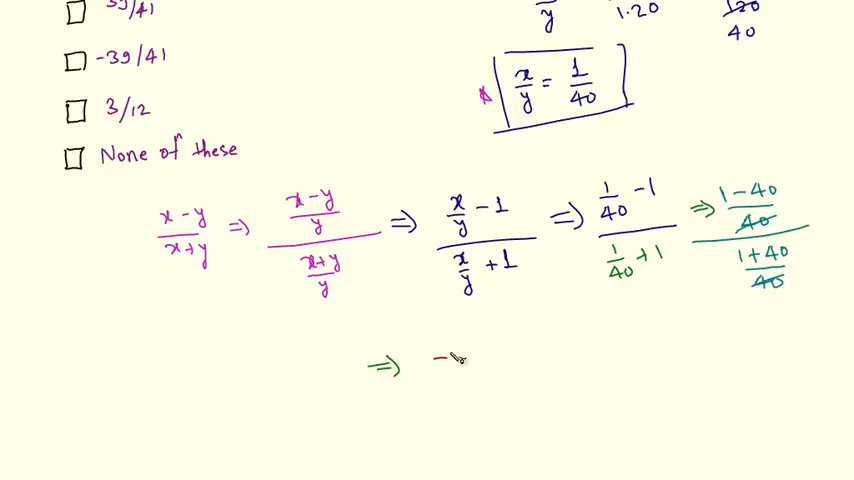 39/41
-39/41
3/12
None of these
y 1.20 120
40
x/y = 1/40
x-y/x+y ⇒ x-y/y / x+y/y ⇒ x/y - 1 / x/y + 1 ⇒ 1/40 - 1 / 1/40 + 1 ⇒ 1-40/40 / 1+40/40
⇒ -